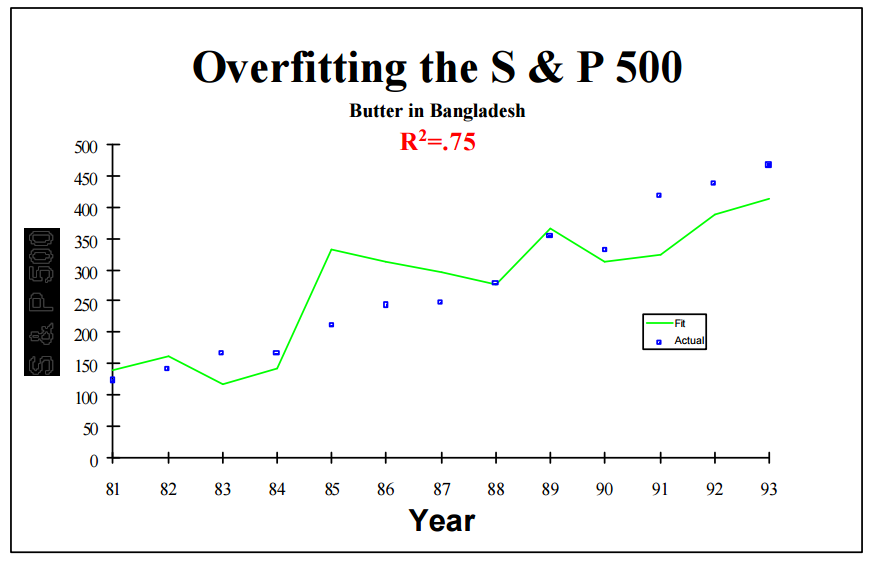 Overfitting the S & P 500
Butter in Bangladesh
R²=.75
500
450
400
350
300
250
200
150
100
50
0
S & P 500
Fit
Actual
81 82 83 84 85 86 87 88 89 90 91 92 93
Year